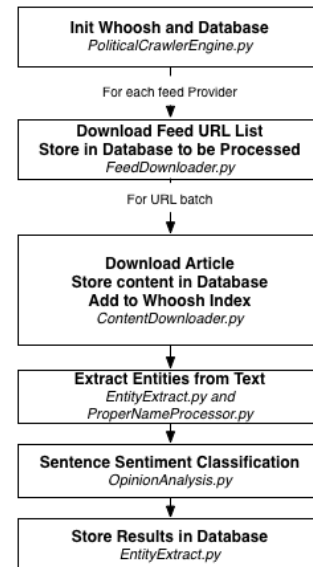 Init Whoosh and Database
PoliticalCrawlerEngine.py
For each feed Provider
Download Feed URL List
Store in Database to be Processed
FeedDownloader.py
For URL batch
Download Article
Store content in Database
Add to Whoosh Index
ContentDownloader.py
Extract Entities from Text
EntityExtract.py and
ProperNameProcessor.py
Sentence Sentiment Classification
OpinionAnalysis.py
Store Results in Database
EntityExtract.py